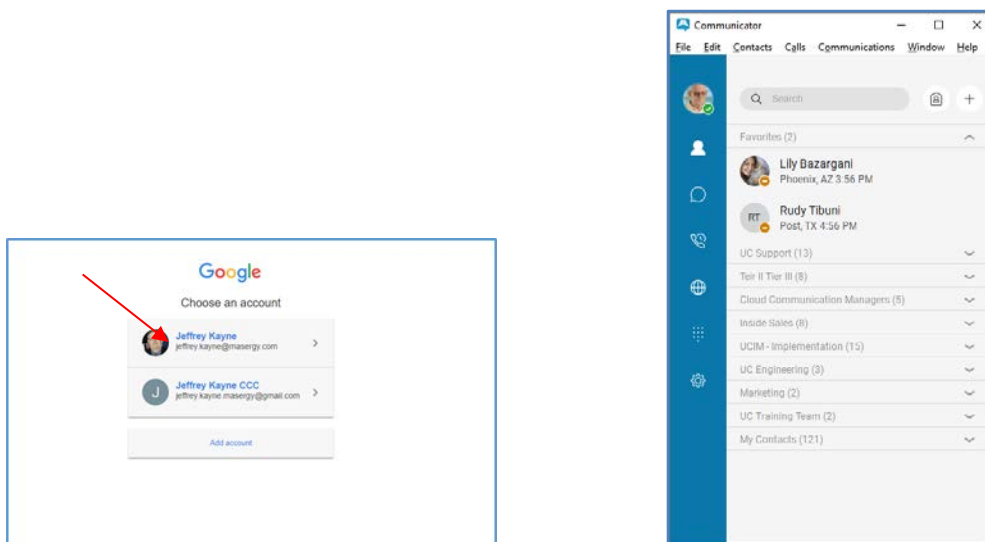 Google
Choose an account
Jeffrey Kayne
jeffrey.kayne@masergy.com
J
Jeffrey Kayne CCC
jeffrey.kayne.masergy@gmail.com
Add account
Communicator
File Edit Contacts Calls Communications Window Help
Search
Favorites (2)
Lily Bazargani
Phoenix, AZ 3:56 PM
RT
Rudy Tibuni
Post, TX 4:56 PM
UC Support (13)
Teir II Tier III (8)
Cloud Communication Managers (5)
Inside Sales (8)
UCIM - Implementation (15)
UC Engineering (3)
Marketing (2)
UC Training Team (2)
My Contacts (121)